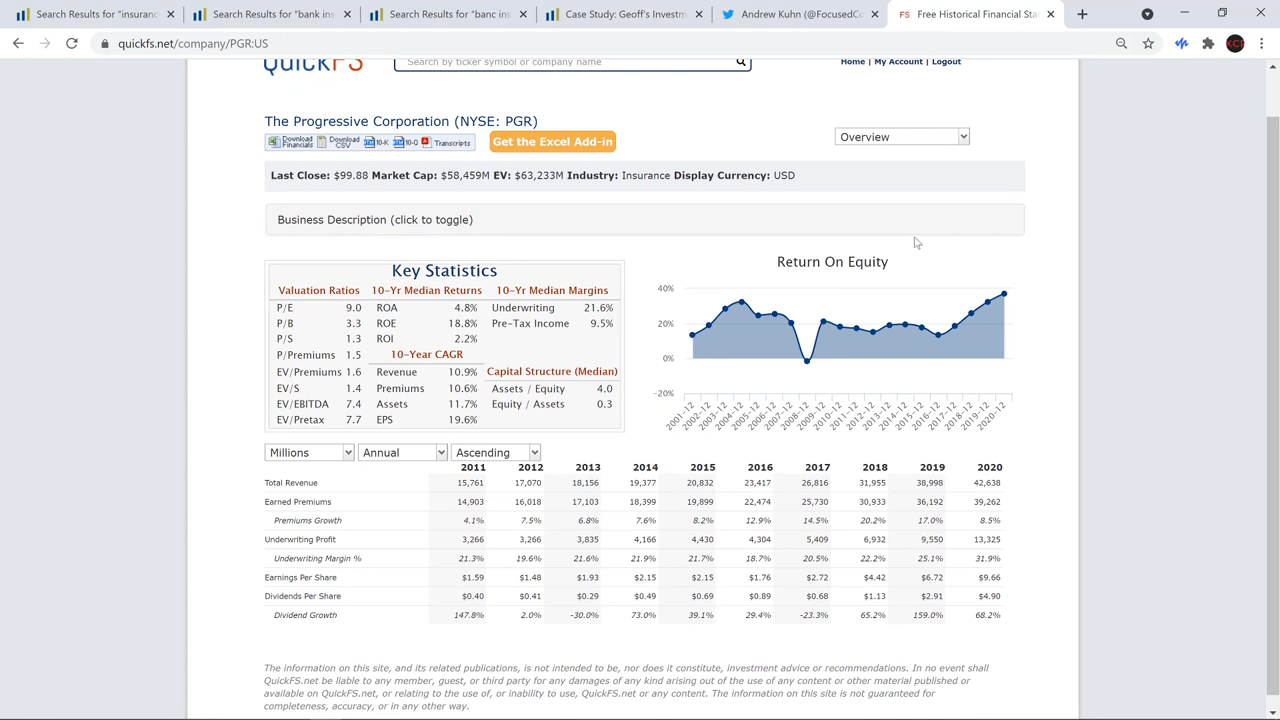 Search Results for "insuran
Search Results for "bank in
Search Results for "banc in
Case Study: Geoff's Investm
Andrew Kuhn (@FocusedCo
FS Free Historical Financial Sta
quickfs.net/company/PGR:US
QuickFS
Search by ticker symbol or company name
Home | My Account | Logout
The Progressive Corporation (NYSE: PGR)
Download Financials Download CSV 10-K 10-Q Transcripts
Get the Excel Add-in
Overview
Last Close: $99.88 Market Cap: $58,459M EV: $63,233M Industry: Insurance Display Currency: USD
Business Description (click to toggle)
Key Statistics
Valuation Ratios 10-Yr Median Returns 10-Yr Median Margins
P/E 9.0 ROA 4.8% Underwriting 21.6%
P/B 3.3 ROE 18.8% Pre-Tax Income 9.5%
P/S 1.3 ROI 2.2%
P/Premiums 1.5 10-Year CAGR
EV/Premiums 1.6 Revenue 10.9% Capital Structure (Median)
EV/S 1.4 Premiums 10.6% Assets / Equity 4.0
EV/EBITDA 7.4 Assets 11.7% Equity / Assets 0.3
EV/Pretax 7.7 EPS 19.6%
Return On Equity
40%
20%
0%
-20%
2001-12 2002-12 2003-12 2004-12 2005-12 2006-12 2007-12 2008-12 2009-12 2010-12 2011-12 2012-12 2013-12 2014-12 2015-12 2016-12 2017-12 2018-12 2019-12 2020-12
Millions Annual Ascending
2011 2012 2013 2014 2015 2016 2017 2018 2019 2020
Total Revenue 15,761 17,070 18,156 19,377 20,832 23,417 26,816 31,955 38,998 42,638
Earned Premiums 14,903 16,018 17,103 18,399 19,899 22,474 25,730 30,933 36,192 39,262
Premiums Growth 4.1% 7.5% 6.8% 7.6% 8.2% 12.9% 14.5% 20.2% 17.0% 8.5%
Underwriting Profit 3,266 3,266 3,835 4,166 4,430 4,304 5,409 6,932 9,550 13,325
Underwriting Margin % 21.3% 19.6% 21.6% 21.9% 21.7% 18.7% 20.5% 22.2% 25.1% 31.9%
Earnings Per Share $1.59 $1.48 $1.93 $2.15 $2.15 $1.76 $2.72 $4.42 $6.72 $9.66
Dividends Per Share $0.40 $0.41 $0.29 $0.49 $0.69 $0.89 $0.68 $1.13 $2.91 $4.90
Dividend Growth 147.8% 2.0% -30.0% 73.0% 39.1% 29.4% -23.3% 65.2% 159.0% 68.2%
The information on this site, and its related publications, is not intended to be, nor does it constitute, investment advice or recommendations. In no event shall
QuickFS.net be liable to any member, guest, or third party for any damages of any kind arising out of the use of any content or other material published or
available on QuickFS.net, or relating to the use of, or inability to use, QuickFS.net or any content. The information on this site is not guaranteed for
completeness, accuracy, or in any other way.